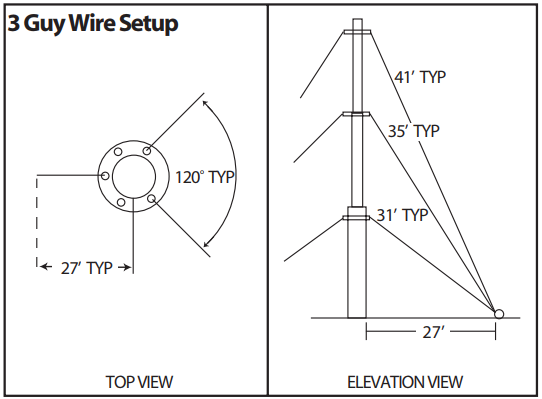 3 Guy Wire Setup
120° TYP
27' TYP
TOP VIEW
41' TYP
35' TYP
31' TYP
27'
ELEVATION VIEW